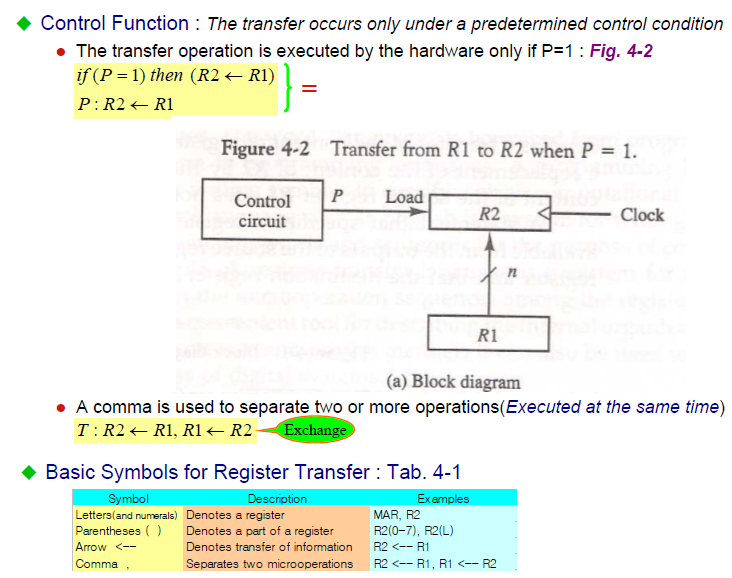 Control Function : The transfer occurs only under a predetermined control condition
The transfer operation is executed by the hardware only if P=1 : Fig. 4-2
if (P = 1) then (R2 ← R1)
P : R2 ← R1
=
Figure 4-2 Transfer from R1 to R2 when P = 1.
Control
circuit
P
Load
R2
Clock
n
R1
(a) Block diagram
A comma is used to separate two or more operations(Executed at the same time)
T : R2 ← R1, R1 ← R2
Exchange
Basic Symbols for Register Transfer : Tab. 4-1
Symbol Description Examples
Letters(and numerals) Denotes a register MAR, R2
Parentheses ( ) Denotes a part of a register R2(0-7), R2(L)
Arrow <-- Denotes transfer of information R2 <-- R1
Comma , Separates two microoperations R2 <-- R1, R1 <-- R2